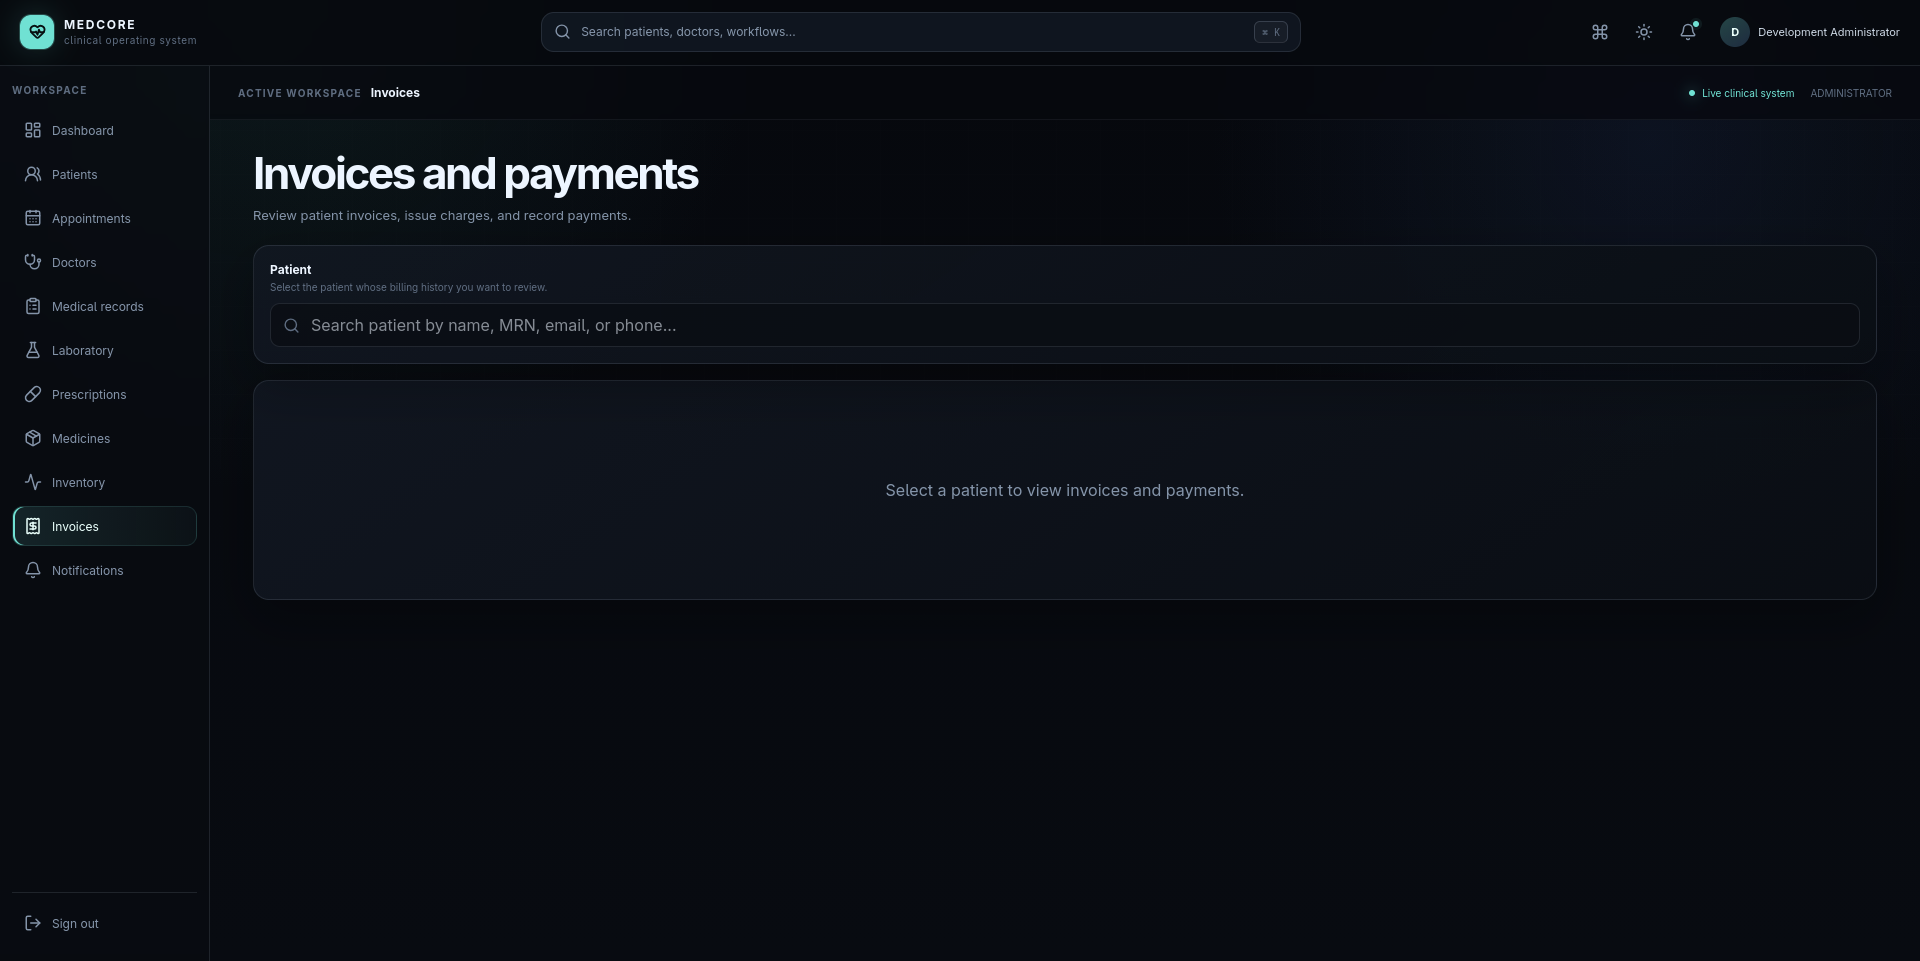 MEDCORE
clinical operating system
Search patients, doctors, workflows...
⌘ K
D
Development Administrator
WORKSPACE
Dashboard
Patients
Appointments
Doctors
Medical records
Laboratory
Prescriptions
Medicines
Inventory
Invoices
Notifications
Sign out
ACTIVE WORKSPACE Invoices
Live clinical system
ADMINISTRATOR
Invoices and payments
Review patient invoices, issue charges, and record payments.
Patient
Select the patient whose billing history you want to review.
Search patient by name, MRN, email, or phone...
Select a patient to view invoices and payments.